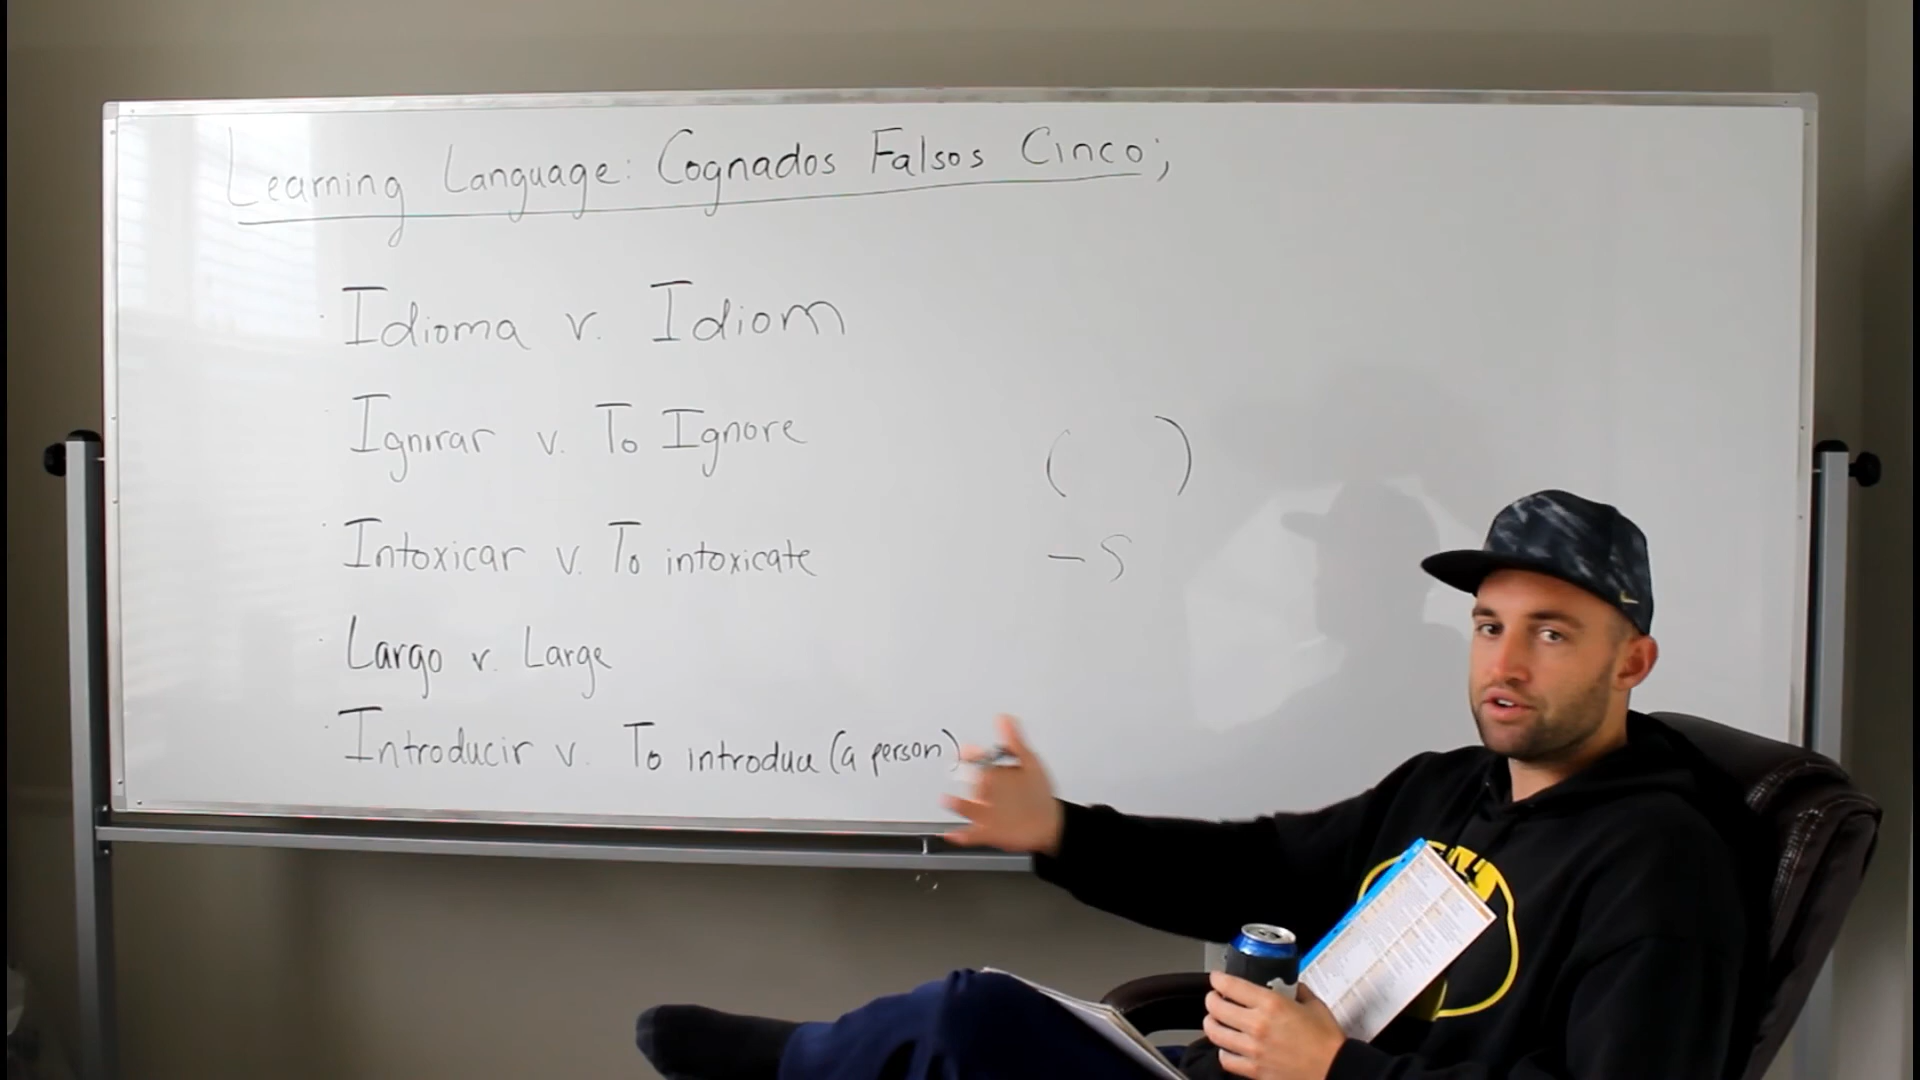 Learning Language: Cognados Falsos Cinco;
Idioma v. Idiom
Ignorar v. To Ignore
( )
Intoxicar v. To intoxicate
- S
Largo v. Large
Introducir v. To introduce (a person)